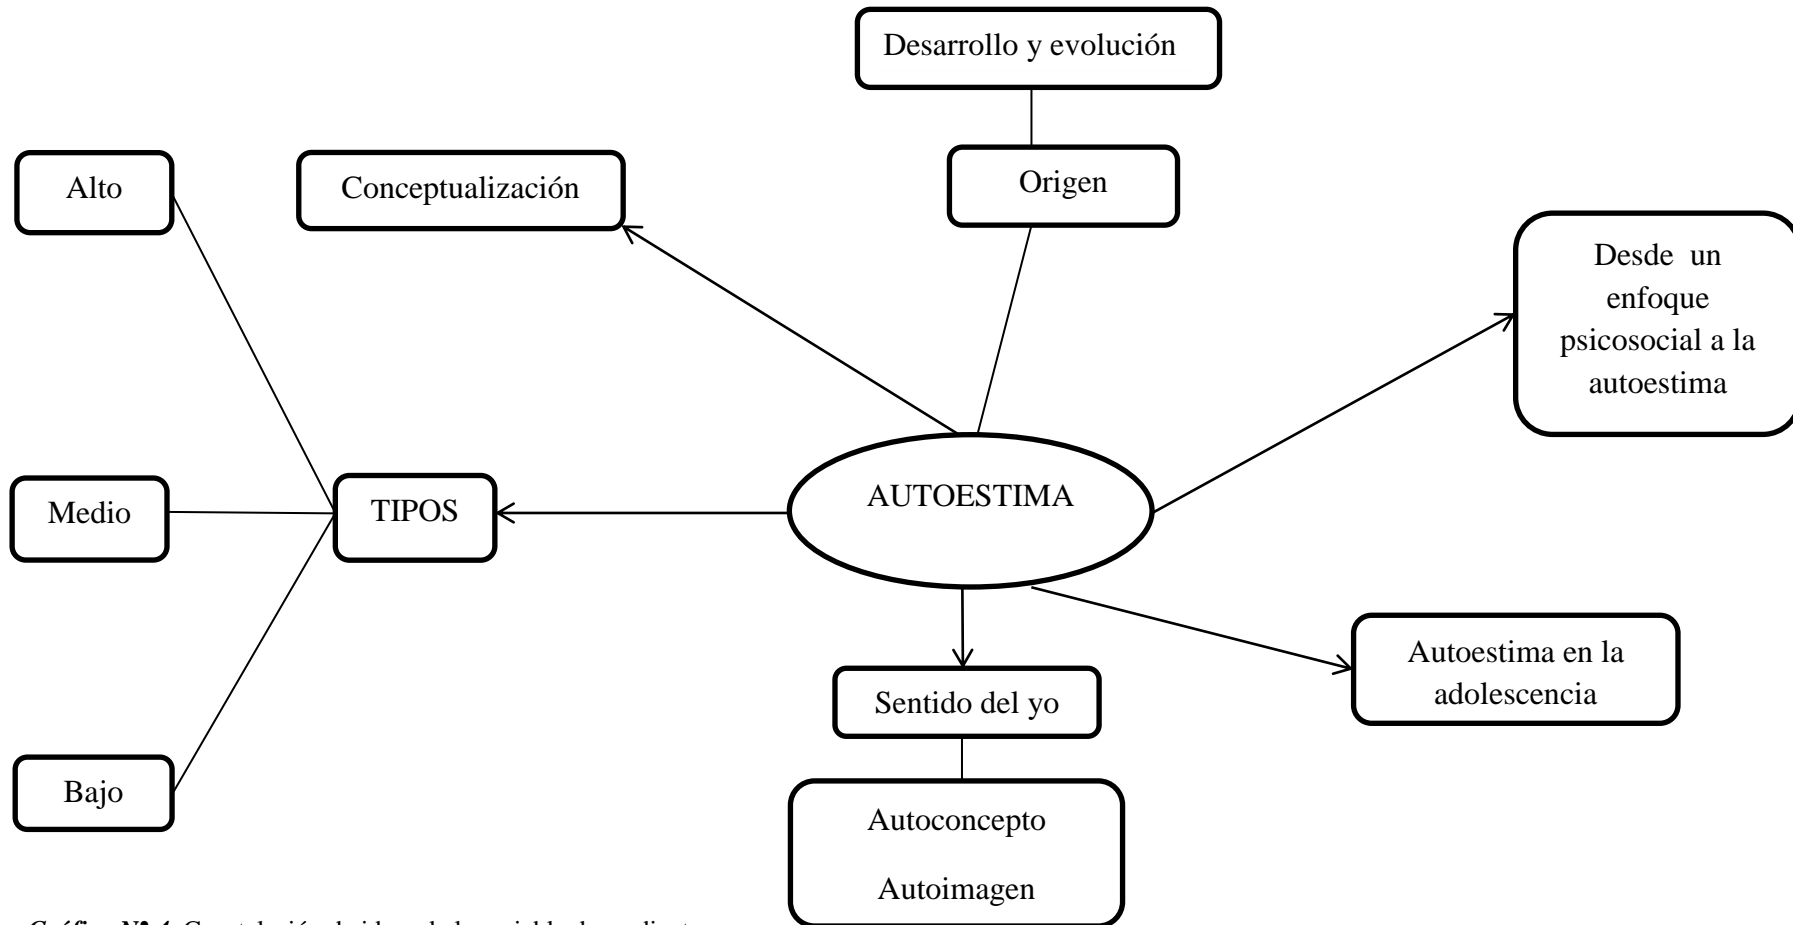 Desarrollo y evolución
Origen
Conceptualización
Alto
Medio
Bajo
TIPOS
AUTOESTIMA
Desde un
enfoque
psicosocial a la
autoestima
Autoestima en la
adolescencia
Sentido del yo
Autoconcepto
Autoimagen